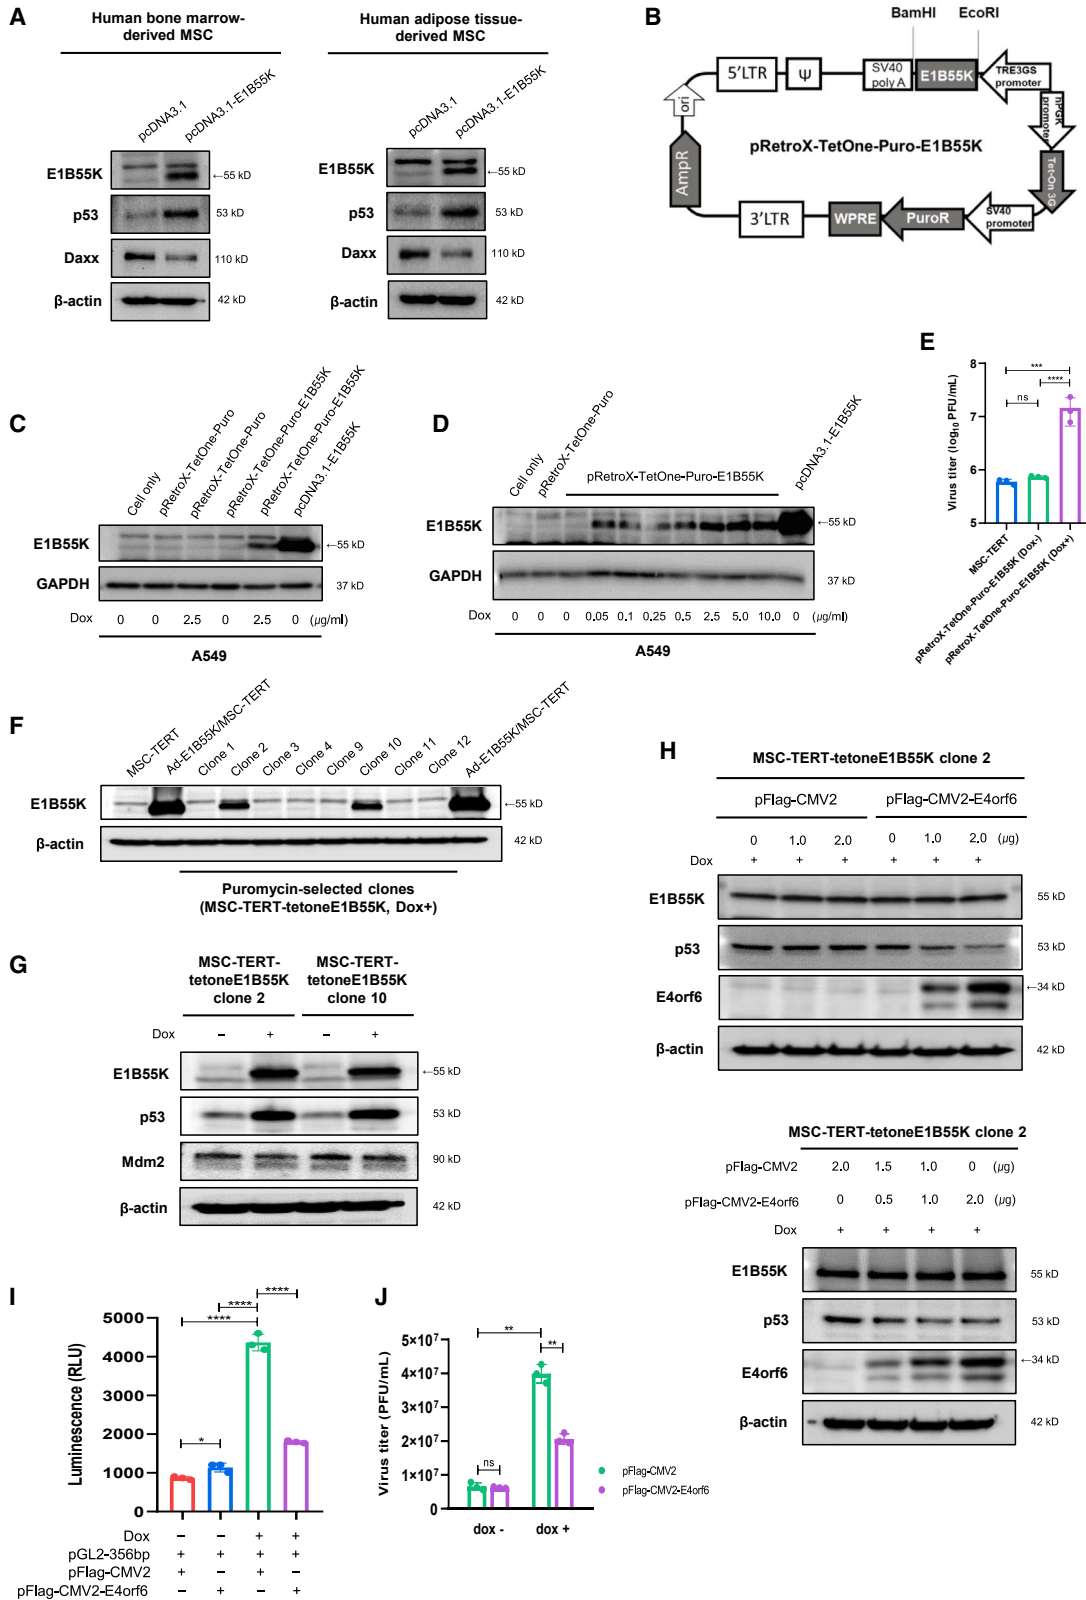 A
Human bone marrow-
derived MSC
Human adipose tissue-
derived MSC
pcDNA3.1
pcDNA3.1-E1B55K
pcDNA3.1
pcDNA3.1-E1B55K
E1B55K
←55 kD
p53
53 kD
Daxx
110 kD
β-actin
42 kD
E1B55K
←55 kD
p53
53 kD
Daxx
110 kD
β-actin
42 kD
B
BamHI
EcoRI
5'LTR
Ψ
SV40
poly A
E1B55K
TRE3GS
promoter
hPGK
promoter
ori
AmpR
pRetroX-TetOne-Puro-E1B55K
Tet-On 3G
3'LTR
WPRE
PuroR
SV40
promoter
C
Cell only
pRetroX-TetOne-Puro
pRetroX-TetOne-Puro
pRetroX-TetOne-Puro-E1B55K
pRetroX-TetOne-Puro-E1B55K
pcDNA3.1-E1B55K
E1B55K
←55 kD
GAPDH
37 kD
Dox 0 0 2.5 0 2.5 0 (μg/ml)
A549
D
Cell only
pRetroX-TetOne-Puro
pRetroX-TetOne-Puro-E1B55K
pcDNA3.1-E1B55K
E1B55K
←55 kD
GAPDH
37 kD
Dox 0 0 0 0.05 0.1 0.25 0.5 2.5 5.0 10.0 0 (μg/ml)
A549
E
Virus titer (log10 PFU/mL)
8
7
6
5
***
****
ns
MSC-TERT
pRetroX-TetOne-Puro-E1B55K (Dox-)
pRetroX-TetOne-Puro-E1B55K (Dox+)
F
MSC-TERT
Ad-E1B55K/MSC-TERT
Clone 1
Clone 2
Clone 3
Clone 4
Clone 9
Clone 10
Clone 11
Clone 12
Ad-E1B55K/MSC-TERT
E1B55K
←55 kD
β-actin
42 kD
Puromycin-selected clones
(MSC-TERT-tetoneE1B55K, Dox+)
G
MSC-TERT-
tetoneE1B55K
clone 2
MSC-TERT-
tetoneE1B55K
clone 10
Dox – + – +
E1B55K
←55 kD
p53
53 kD
Mdm2
90 kD
β-actin
42 kD
H
MSC-TERT-tetoneE1B55K clone 2
pFlag-CMV2
pFlag-CMV2-E4orf6
0 1.0 2.0 0 1.0 2.0 (μg)
Dox + + + + + +
E1B55K
55 kD
p53
53 kD
E4orf6
←34 kD
β-actin
42 kD
MSC-TERT-tetoneE1B55K clone 2
pFlag-CMV2 2.0 1.5 1.0 0 (μg)
pFlag-CMV2-E4orf6 0 0.5 1.0 2.0 (μg)
Dox + + + +
E1B55K
55 kD
p53
53 kD
E4orf6
←34 kD
β-actin
42 kD
I
Luminescence (RLU)
5000
4000
3000
2000
1000
0
****
****
****
*
Dox – – + +
pGL2-356bp + + + +
pFlag-CMV2 + +
pFlag-CMV2-E4orf6 + +
J
Virus titer (PFU/mL)
5×10⁷
4×10⁷
3×10⁷
2×10⁷
1×10⁷
0
**
**
ns
dox - dox +
pFlag-CMV2
pFlag-CMV2-E4orf6